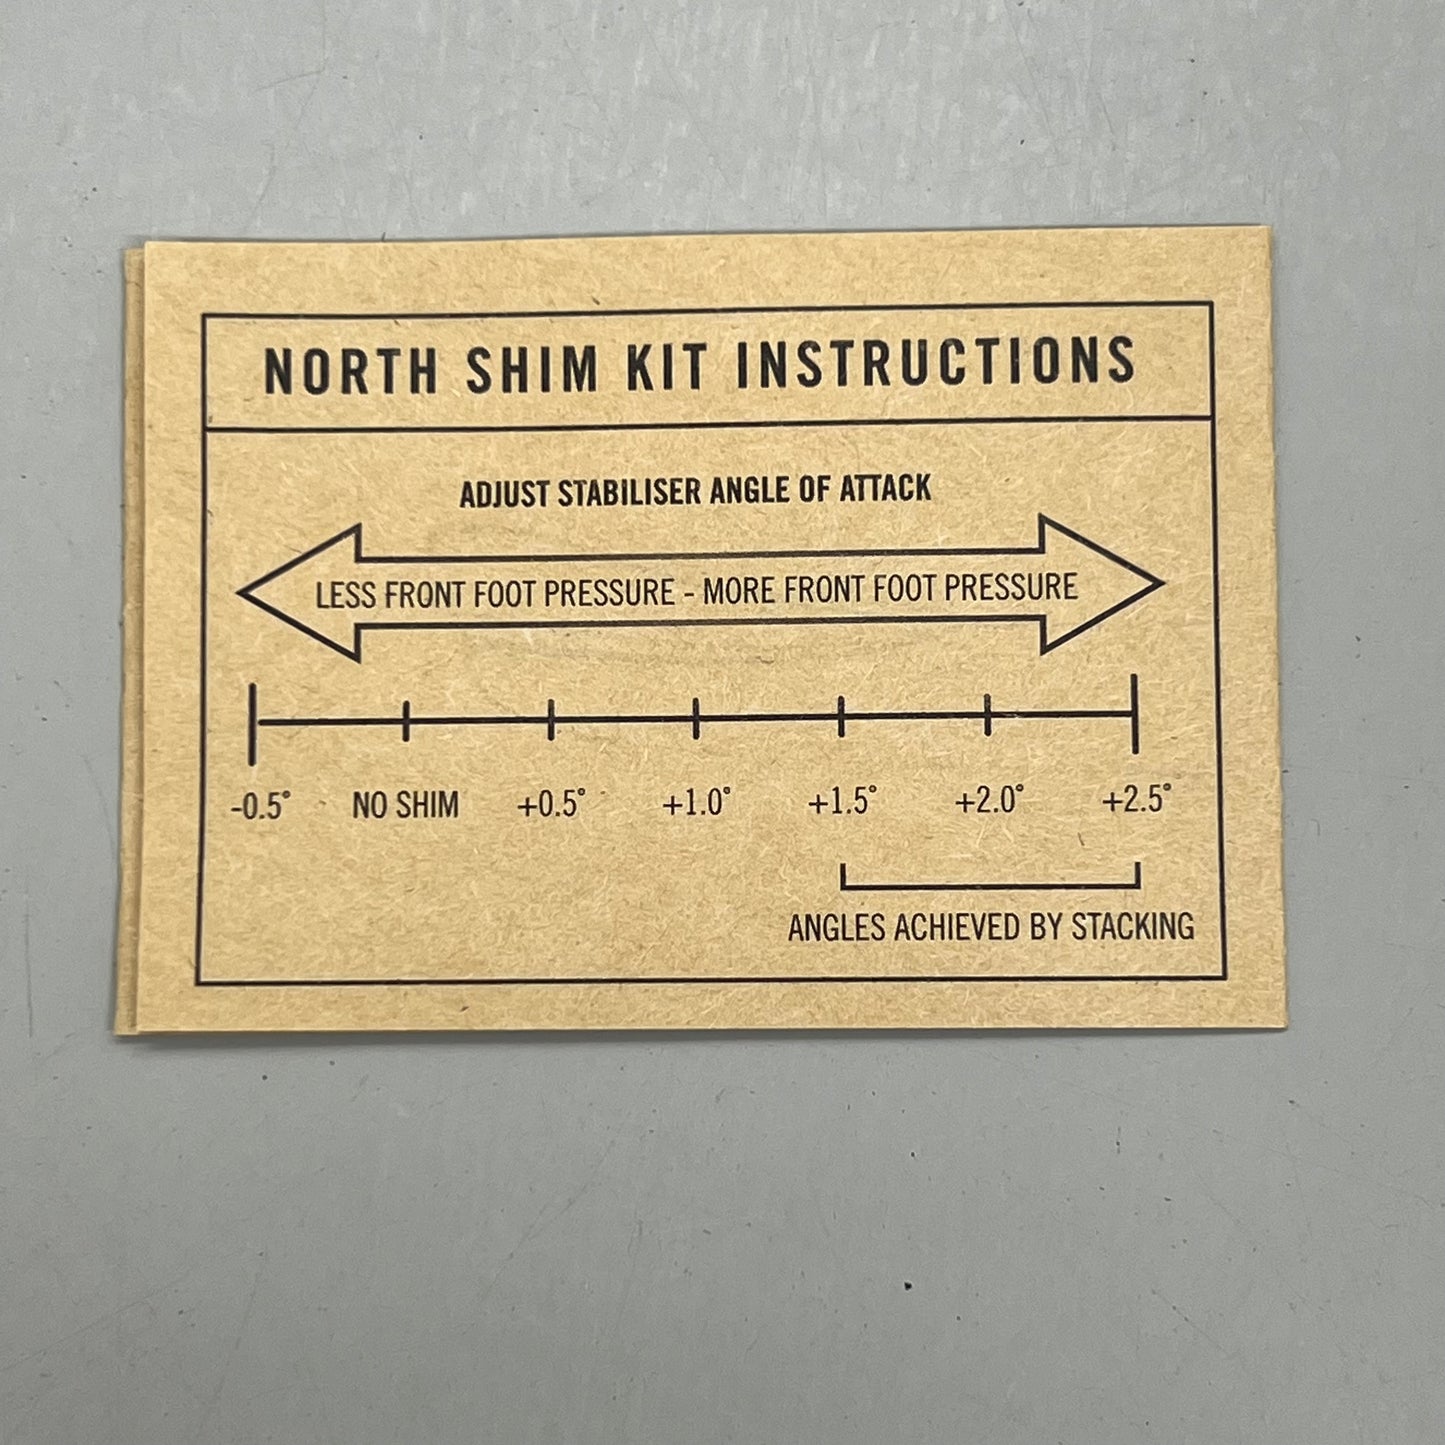 NORTH SHIM KIT INSTRUCTIONS
ADJUST STABILISER ANGLE OF ATTACK
LESS FRONT FOOT PRESSURE - MORE FRONT FOOT PRESSURE
-0.5° NO SHIM +0.5° +1.0° +1.5° +2.0° +2.5°
ANGLES ACHIEVED BY STACKING